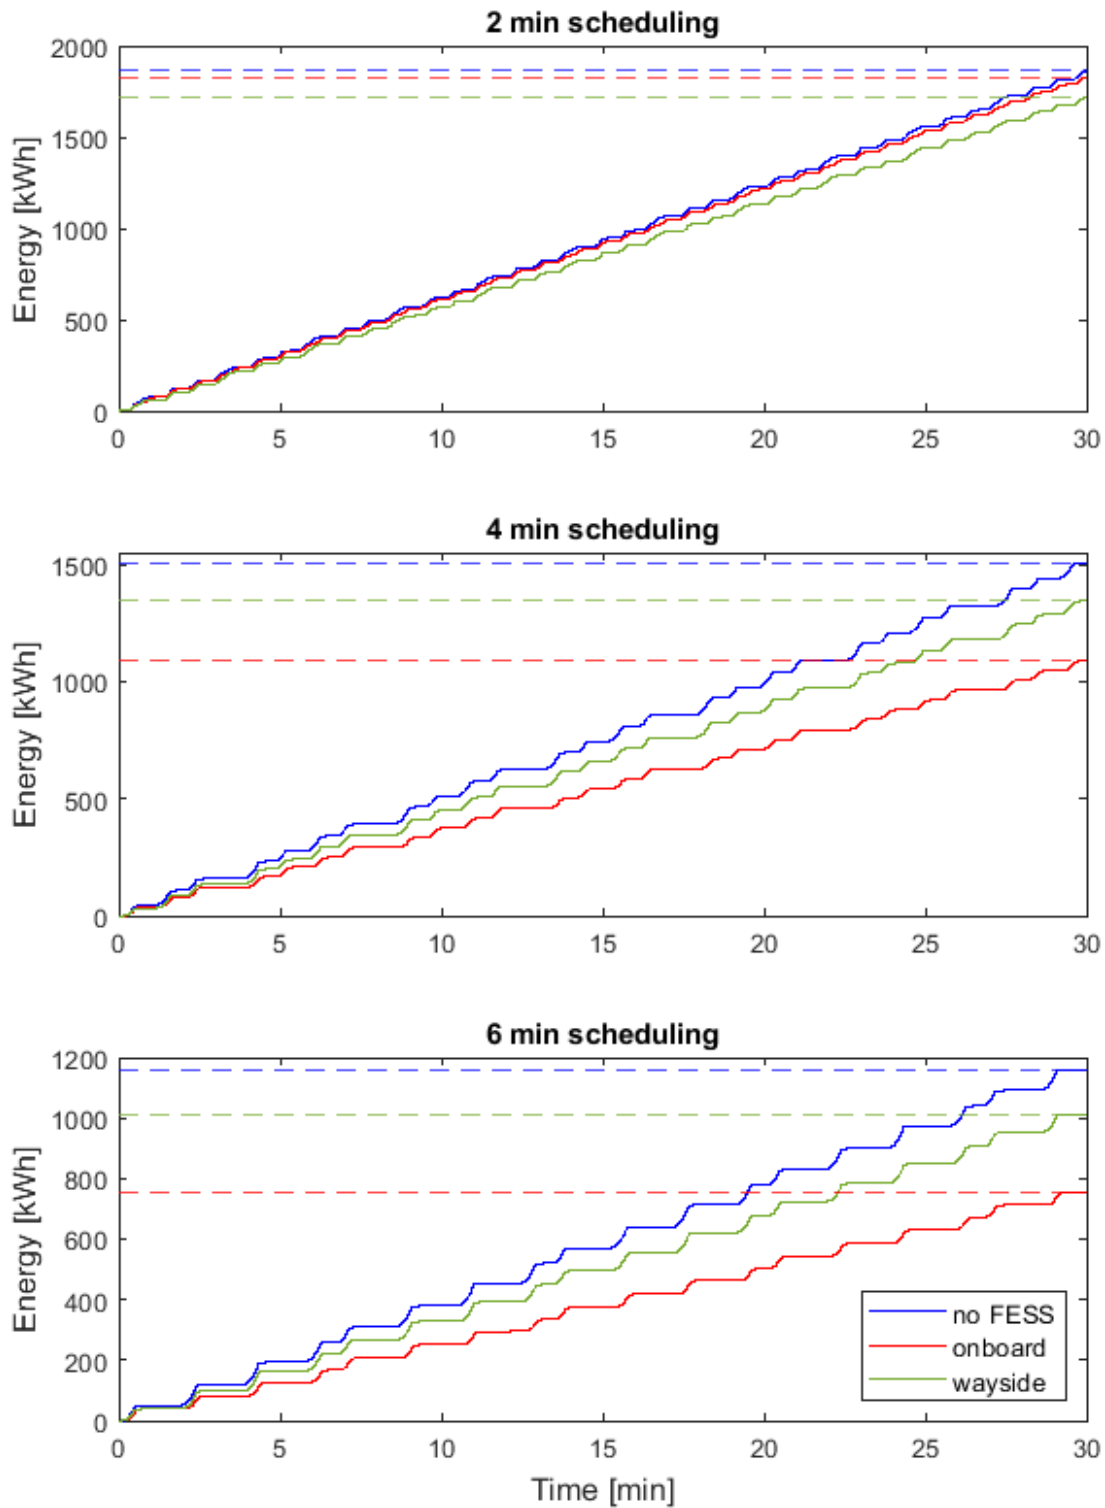 2 min scheduling
2000
1500
1000
500
0
Energy [kWh]
0 5 10 15 20 25 30
4 min scheduling
1500
1000
500
0
Energy [kWh]
0 5 10 15 20 25 30
6 min scheduling
1200
1000
800
600
400
200
0
Energy [kWh]
no FESS
onboard
wayside
0 5 10 15 20 25 30
Time [min]